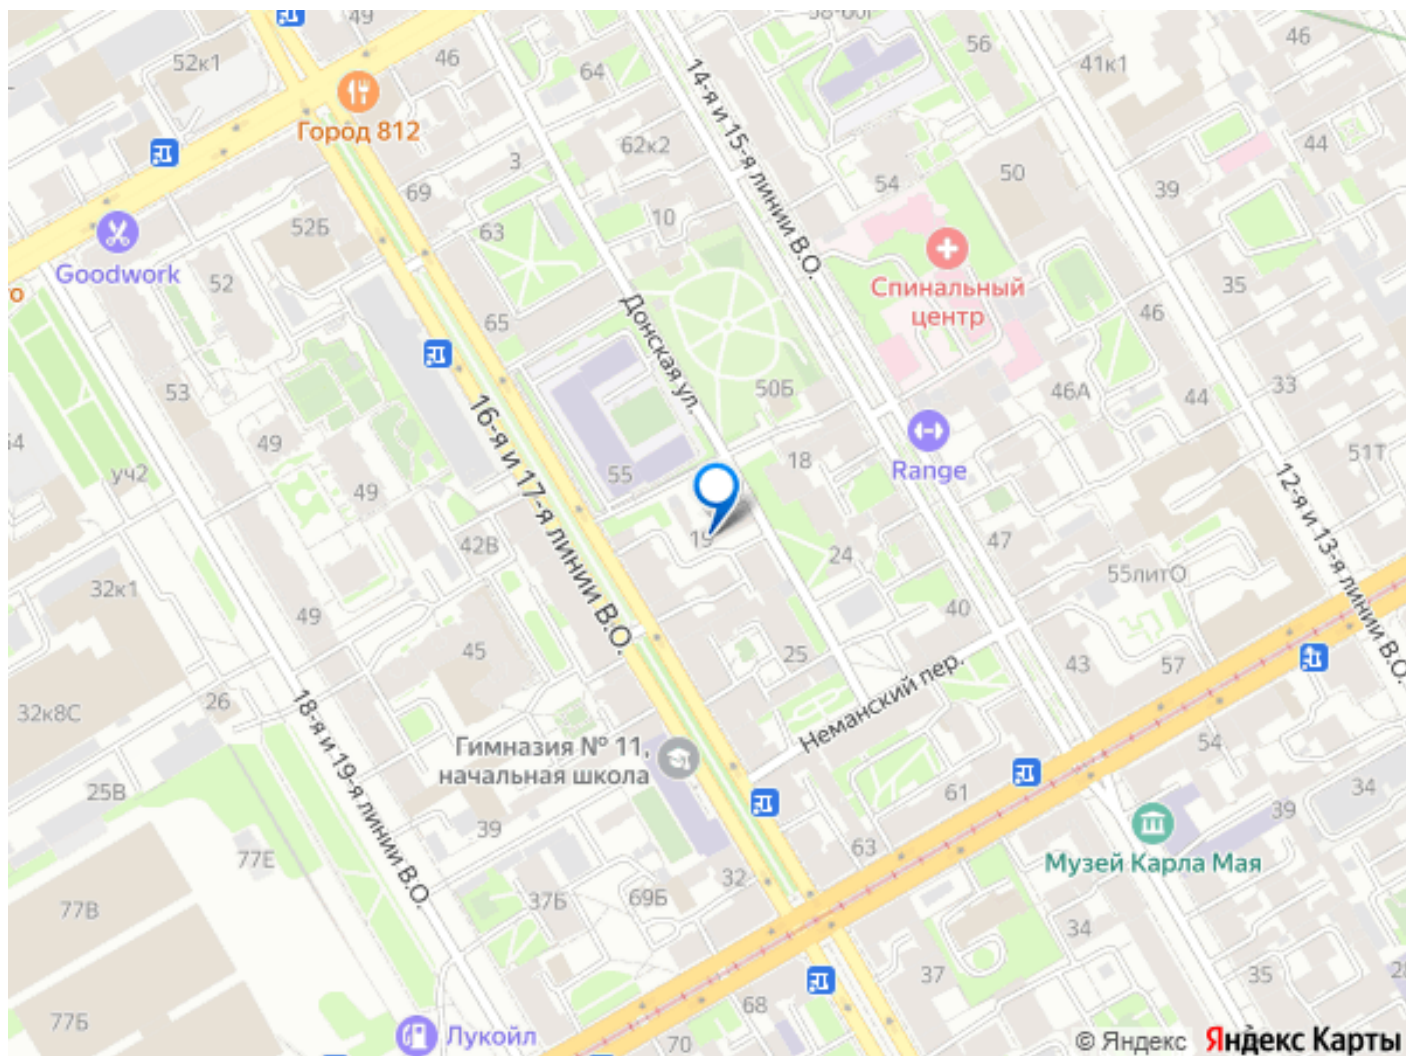 49
52к1
46
Город 812
64
56
46
41к1
14-я и 15-я линии В.О.
62к2
3
44
54
50
39
69
10
52Б
63
Goodwork
52
Спинальный
центр
35
46
65
Донская ул.
53
50Б
46А
44
33
16-я и 17-я линии В.О.
49
Range
51Т
18
55
уч2
49
12-я и 13-я линии В.О.
19
42В
24
47
55литО
32к1
40
49
45
25
43
57
Неманский пер.
26
32к8С
18-я и 19-я линии В.О.
Гимназия № 11,
начальная школа
54
25В
61
34
39
39
77Е
63
Музей Карла Мая
32
77В
37Б
69Б
34
37
35
68
77Б
Лукойл
70
© Яндекс Яндекс Карты